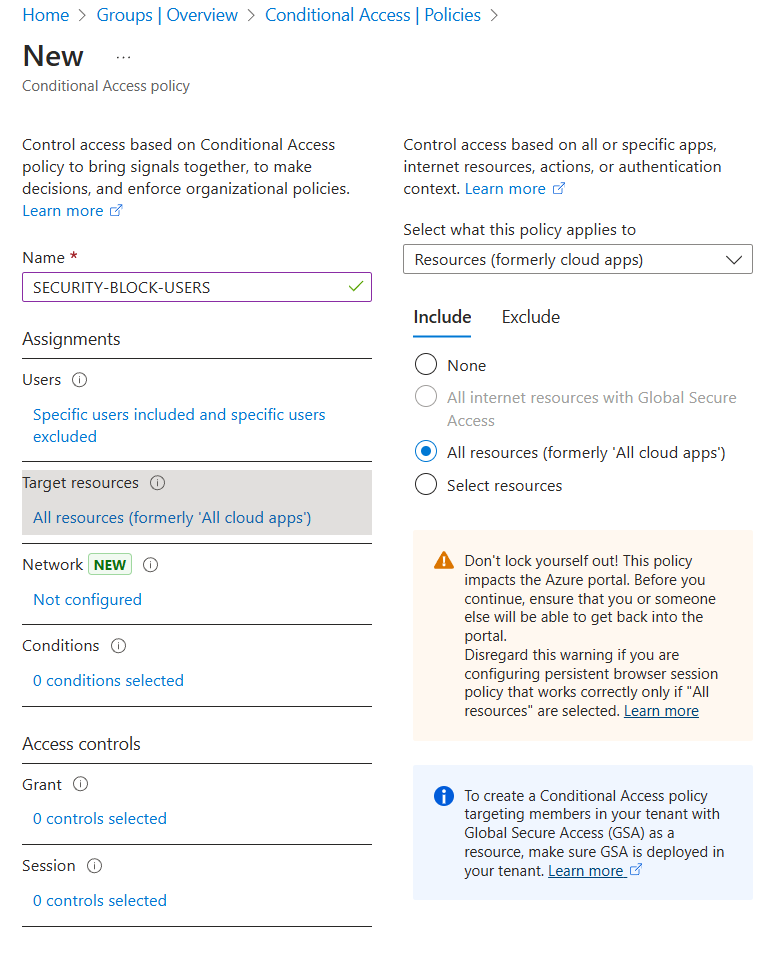 Home > Groups | Overview > Conditional Access | Policies >
New ...
Conditional Access policy
Control access based on Conditional Access
policy to bring signals together, to make
decisions, and enforce organizational policies.
Learn more
Name *
SECURITY-BLOCK-USERS
Assignments
Users
Specific users included and specific users
excluded
Target resources
All resources (formerly 'All cloud apps')
Network NEW
Not configured
Conditions
0 conditions selected
Access controls
Grant
0 controls selected
Session
0 controls selected
Control access based on all or specific apps,
internet resources, actions, or authentication
context. Learn more
Select what this policy applies to
Resources (formerly cloud apps)
Include Exclude
None
All internet resources with Global Secure
Access
All resources (formerly 'All cloud apps')
Select resources
Don't lock yourself out! This policy
impacts the Azure portal. Before you
continue, ensure that you or someone
else will be able to get back into the
portal.
Disregard this warning if you are
configuring persistent browser session
policy that works correctly only if "All
resources" are selected. Learn more
To create a Conditional Access policy
targeting members in your tenant with
Global Secure Access (GSA) as a
resource, make sure GSA is deployed in
your tenant. Learn more